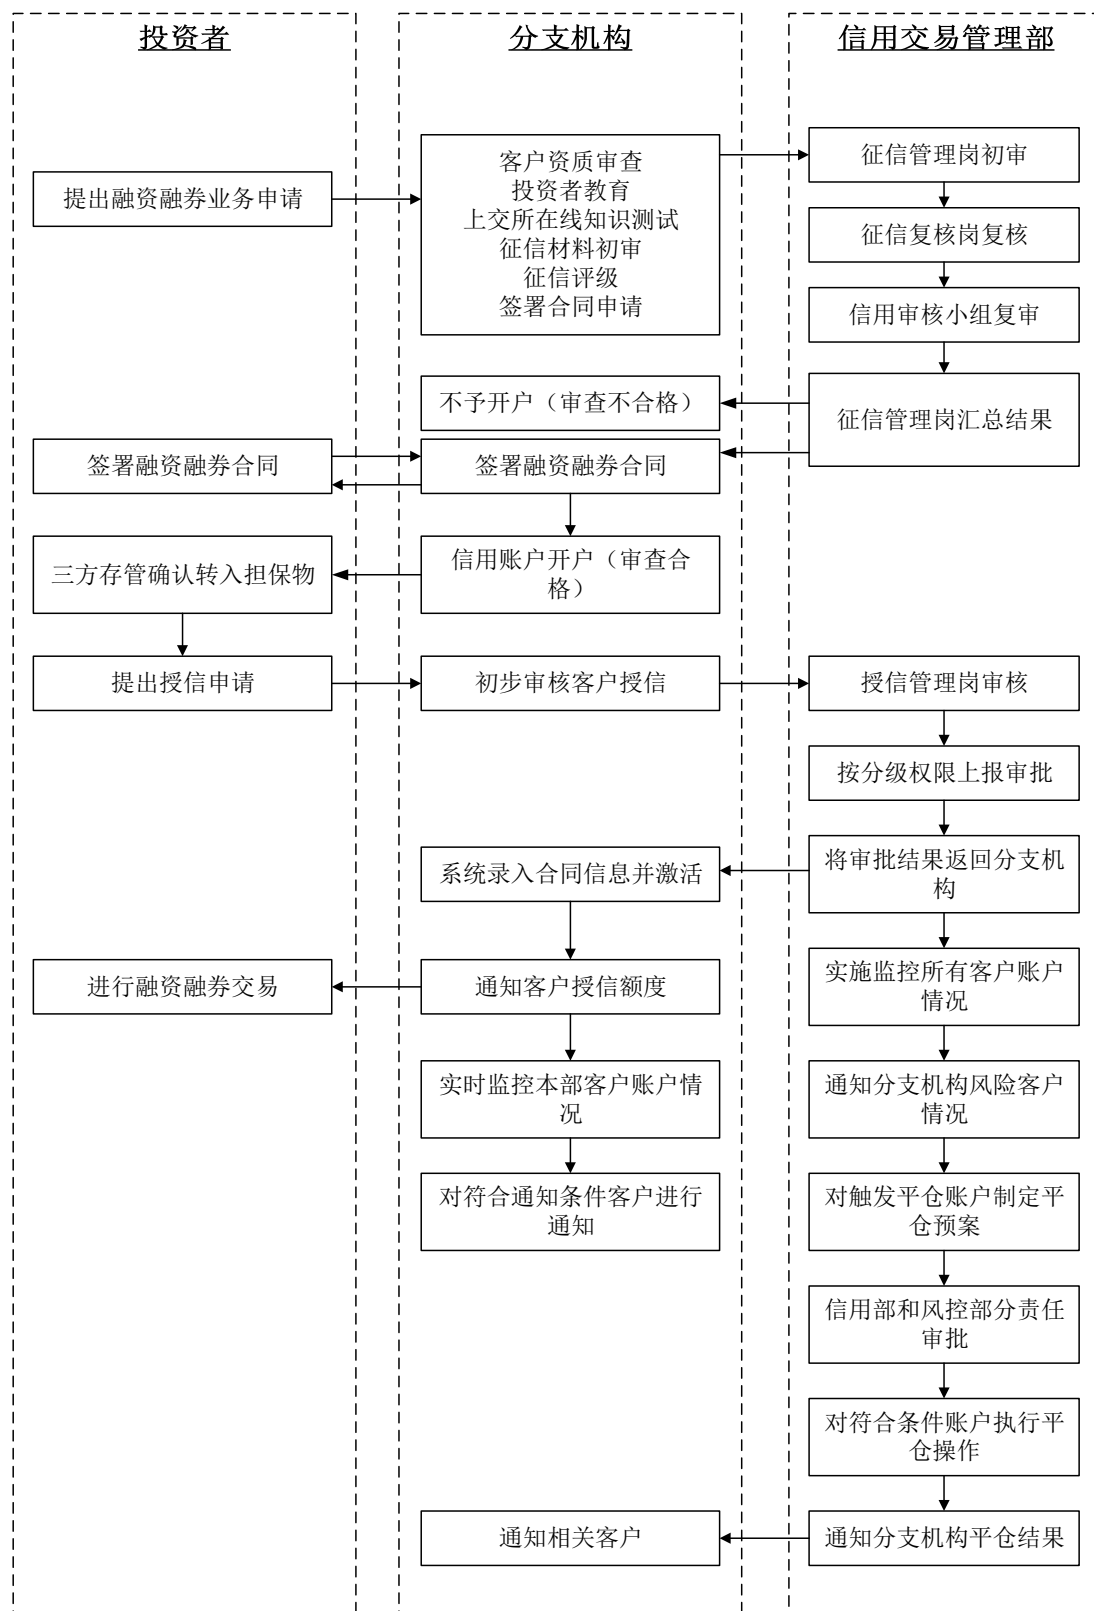 投资者
分支机构
信用交易管理部
提出融资融券业务申请
客户资质审查
投资者教育
上交所在线知识测试
征信材料初审
征信评级
签署合同申请
征信管理岗初审
征信复核岗复核
信用审核小组复审
不予开户（审查不合格）
征信管理岗汇总结果
签署融资融券合同
签署融资融券合同
三方存管确认转入担保物
信用账户开户（审查合
格）
提出授信申请
初步审核客户授信
授信管理岗审核
按分级权限上报审批
系统录入合同信息并激活
将审批结果返回分支机
构
进行融资融券交易
通知客户授信额度
实施监控所有客户账户
情况
实时监控本部客户账户情
况
通知分支机构风险客户
情况
对符合通知条件客户进行
通知
对触发平仓账户制定平
仓预案
信用部和风控部分责任
审批
对符合条件账户执行平
仓操作
通知相关客户
通知分支机构平仓结果